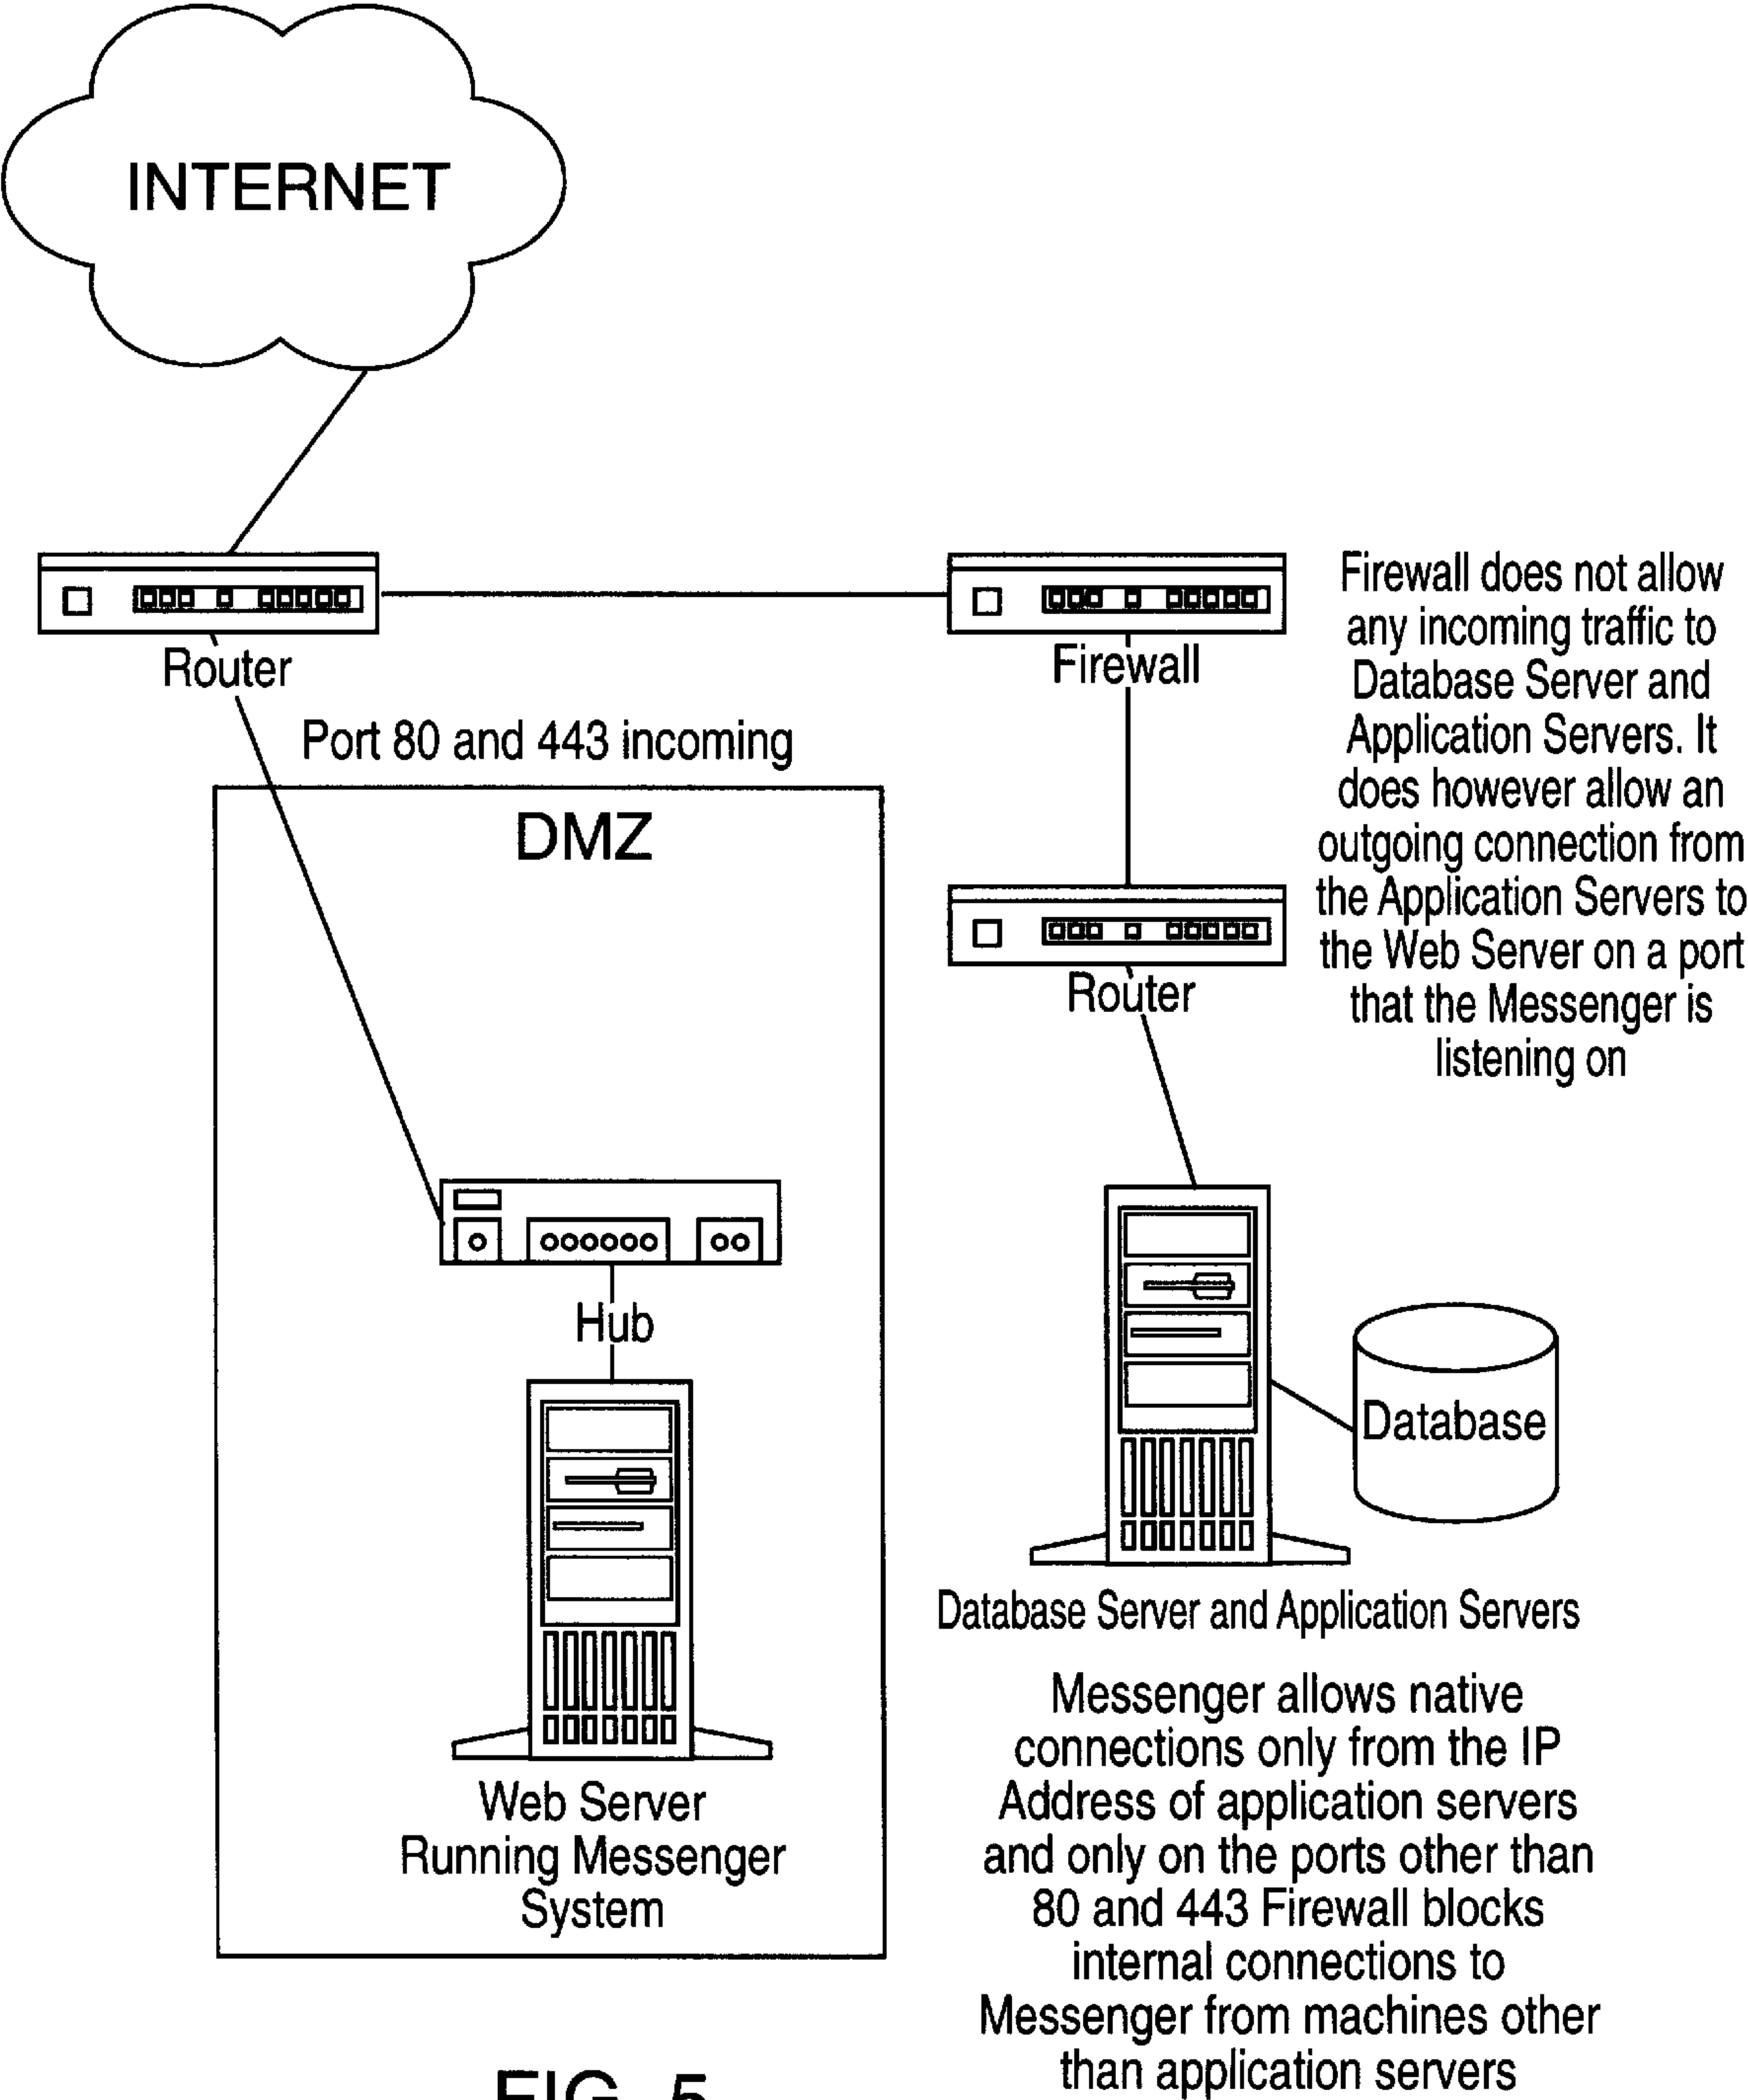 INTERNET
Router
Firewall
Port 80 and 443 incoming
DMZ
Firewall does not allow
any incoming traffic to
Database Server and
Application Servers. It
does however allow an
outgoing connection from
the Application Servers to
the Web Server on a port
that the Messenger is
listening on
Router
Hub
Database
Web Server
Running Messenger
System
Database Server and Application Servers
Messenger allows native
connections only from the IP
Address of application servers
and only on the ports other than
80 and 443 Firewall blocks
internal connections to
Messenger from machines other
than application servers
FIG. 5